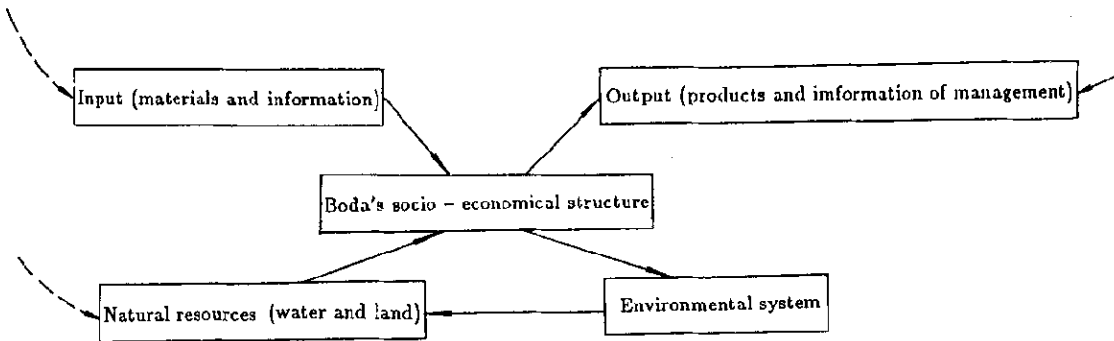 Input (materials and information)
Output (products and imformation of management)
Boda's socio – economical structure
Natural resources (water and land)
Environmental system